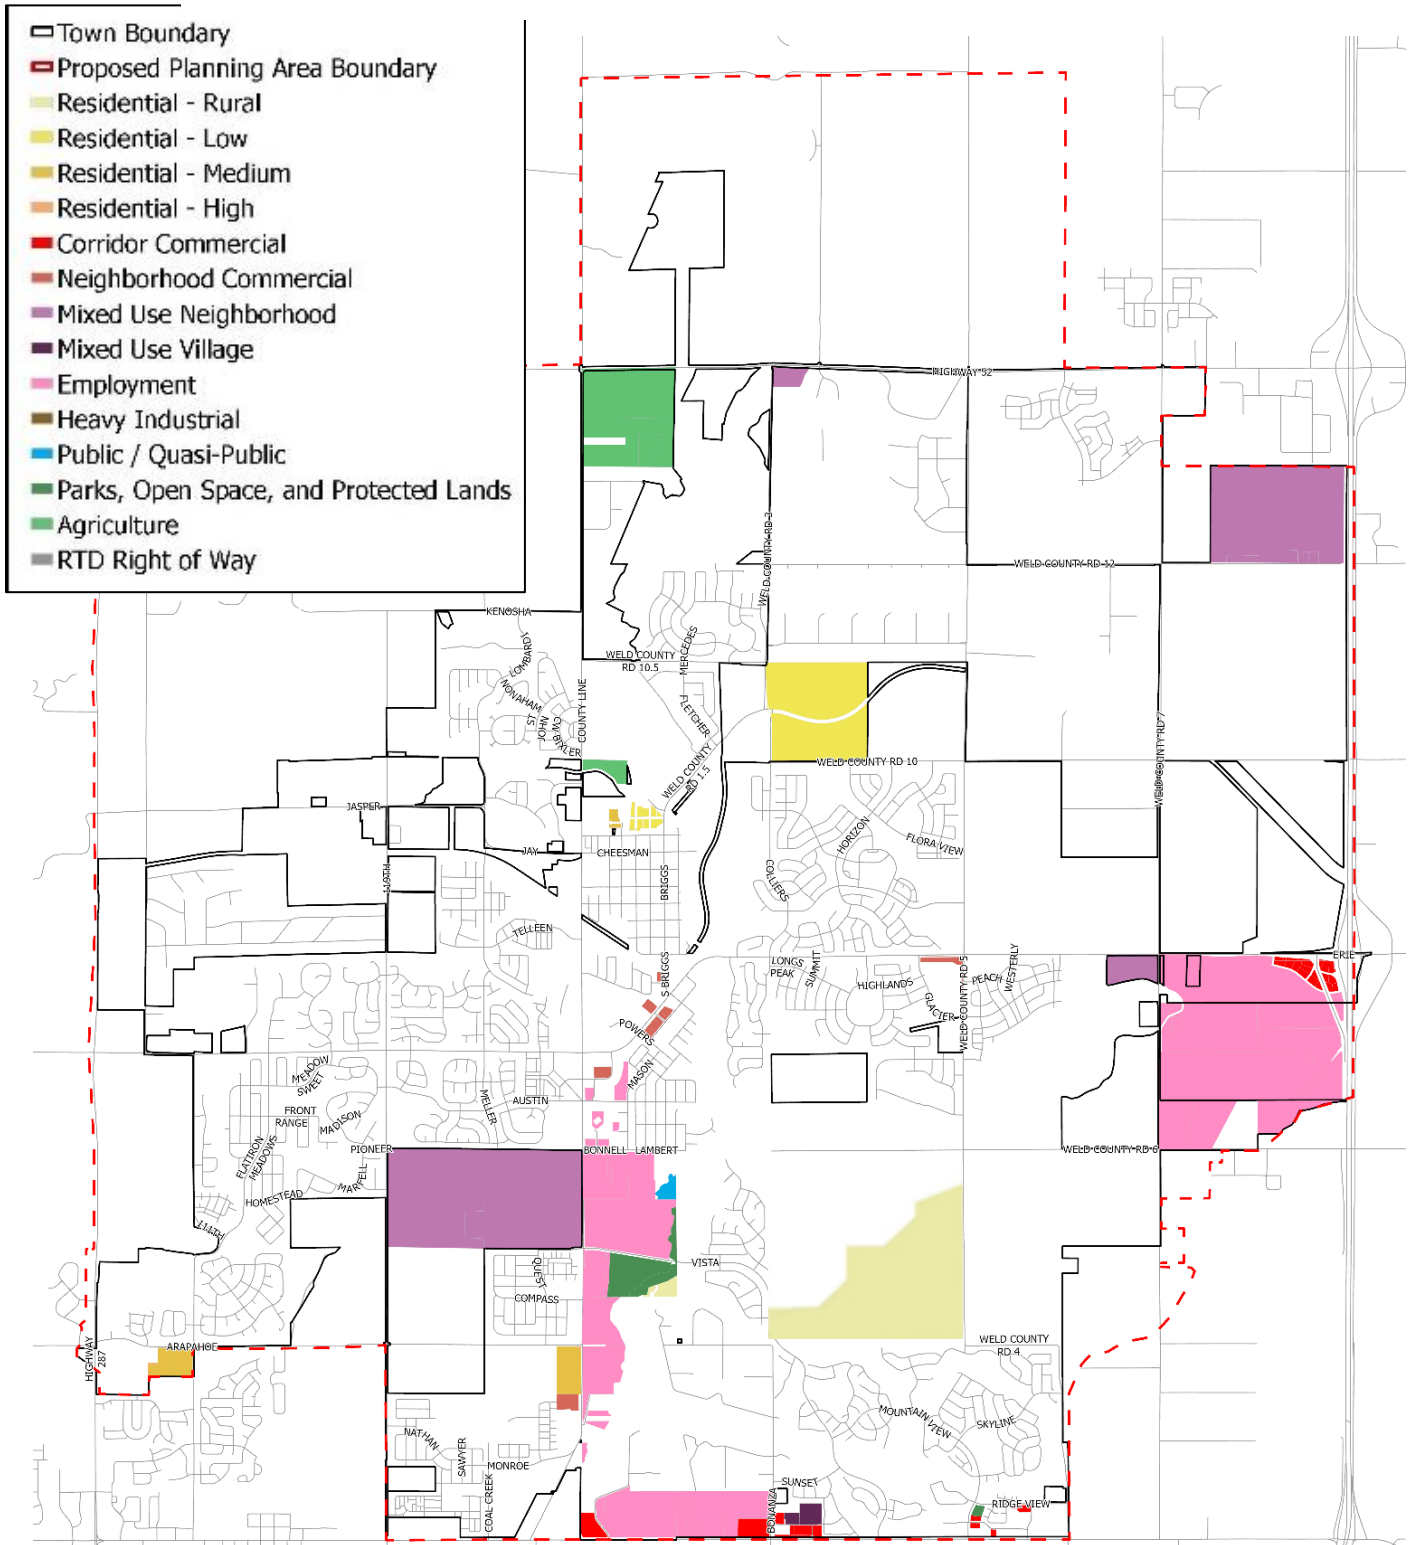 Town Boundary
Proposed Planning Area Boundary
Residential - Rural
Residential - Low
Residential - Medium
Residential - High
Corridor Commercial
Neighborhood Commercial
Mixed Use Neighborhood
Mixed Use Village
Employment
Heavy Industrial
Public / Quasi-Public
Parks, Open Space, and Protected Lands
Agriculture
RTD Right of Way
HIGHWAY 52
WELD COUNTY RD 3
WELD COUNTY RD 12
KENOSHA
LOMBARDI
WELD COUNTY
RD 10.5
MERCEDES
NONAHAM
ST
JOHN
CW BIXLER
COUNTY LINE
FLETCHER
WELD COUNTY
RD 1.5
WELD COUNTY RD 10
WELD COUNTY RD 7
JASPER
JAY
CHEESMAN
HORIZON
FLORA VIEW
119TH
BRIGGS
COLLIERS
TELLEEN
S BRIGGS
LONGS
PEAK
SUMMIT
HIGHLANDS
GLACIER
WELD COUNTY RD 5
PEACH
WESTERLY
ERIE
POWERS
MEADOW
SWEET
MASON
FRONT
RANGE
MADISON
MELLER
AUSTIN
FLATIRON
MEADOWS
PIONEER
BONNELL
LAMBERT
WELD COUNTY RD 6
HOMESTEAD
MARFELL
111TH
QUEST
COMPASS
VISTA
HIGHWAY
287
ARAPAHOE
WELD COUNTY
RD 4
NATHAN
SAWYER
MONROE
COAL CREEK
MOUNTAIN VIEW
SKYLINE
SUNSET
BONANZA
RIDGE VIEW